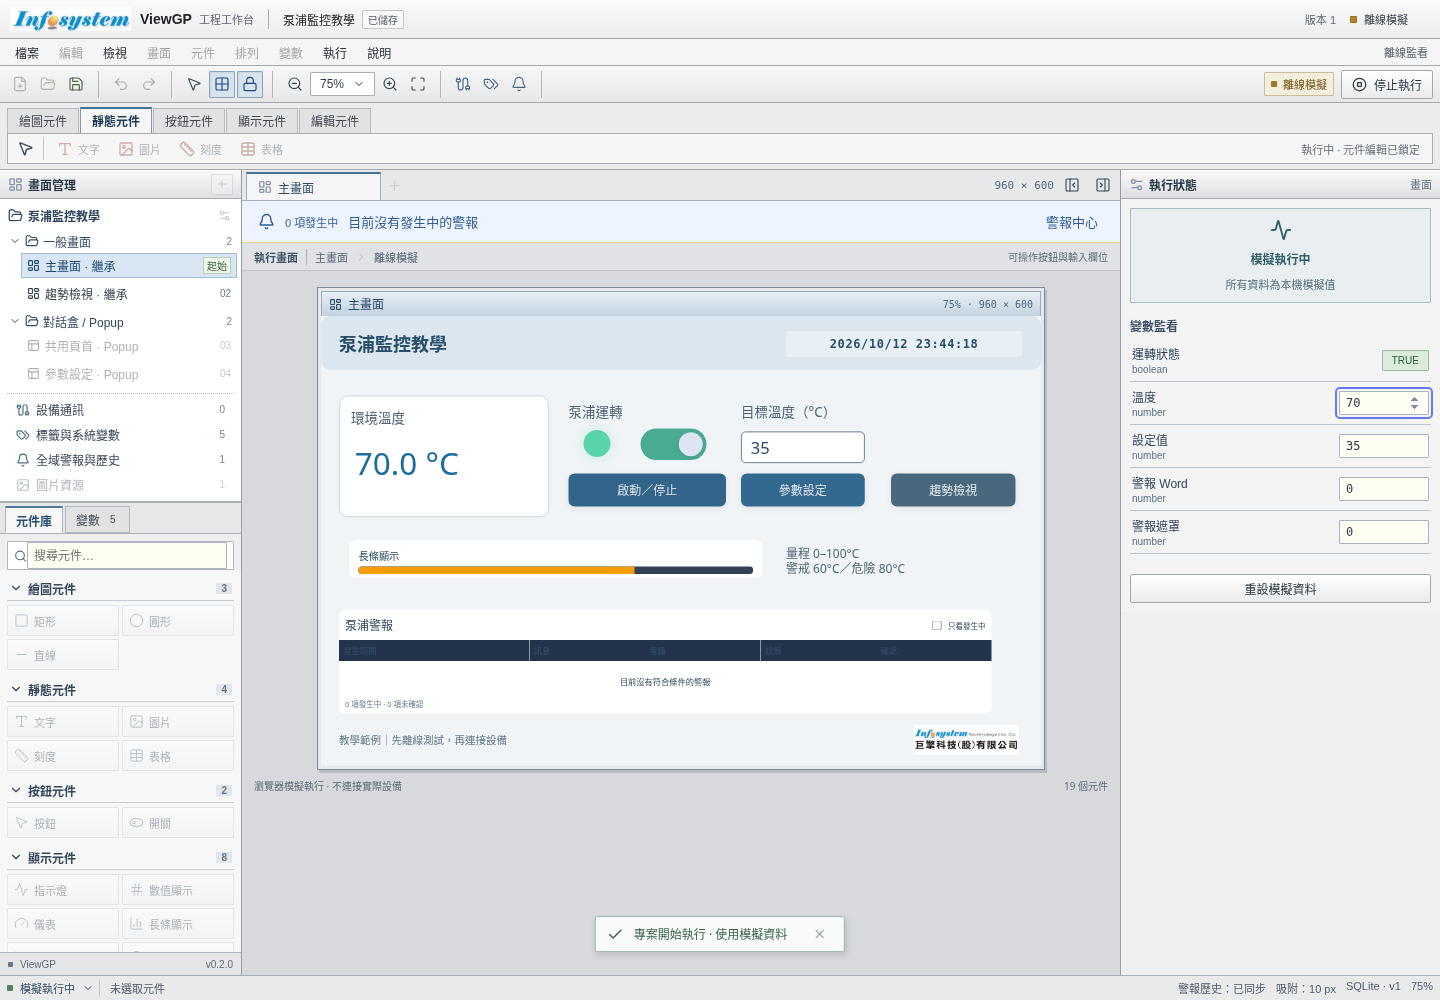 Infosystem ViewGP 工程工作台 泵浦監控教學 已儲存 版本 1 離線模擬
檔案 編輯 檢視 畫面 元件 排列 變數 執行 說明 離線監看
75% 離線模擬 停止執行
繪圖元件 靜態元件 按鈕元件 顯示元件 編輯元件
文字 圖片 刻度 表格 執行中 · 元件編輯已鎖定
畫面管理
泵浦監控教學
一般畫面 2
主畫面 · 繼承 起始
趨勢檢視 · 繼承 02
對話盒 / Popup 2
共用頁首 · Popup 03
參數設定 · Popup 04
設備通訊 0
標籤與系統變數 5
全域警報與歷史 1
圖片資源 1
元件庫 變數 5
搜尋元件…
繪圖元件 3
矩形 圓形
直線
靜態元件 4
文字 圖片
刻度 表格
按鈕元件 2
按鈕 開關
顯示元件 8
指示燈 數值顯示
儀表 長條顯示
ViewGP v0.2.0
主畫面 960 × 600
0 項發生中 目前沒有發生中的警報 警報中心
執行畫面 主畫面 離線模擬 可操作按鈕與輸入欄位
主畫面 75% · 960 × 600
泵浦監控教學 2026/10/12 23:44:18
環境溫度 泵浦運轉 目標溫度（°C）
70.0 °C
35
啟動／停止 參數設定 趨勢檢視
長條顯示
量程 0–100°C
警戒 60°C／危險 80°C
泵浦警報 只看發生中
發生時間 訊息 等級 狀態 確認
目前沒有符合條件的警報
0 項發生中 · 0 項未確認
教學範例｜先離線測試，再連接設備
Infosystem Technology Ltd. Co.
巨擎科技(股)有限公司
瀏覽器模擬執行 · 不連接實際設備 19 個元件
專案開始執行 · 使用模擬資料
執行狀態 畫面
模擬執行中
所有資料為本機模擬值
變數監看
運轉狀態 TRUE
boolean
溫度 70
number
設定值 35
number
警報 Word 0
number
警報遮罩 0
number
重設模擬資料
模擬執行中 未選取元件 警報歷史：已同步 吸附：10 px SQLite · v1 75%